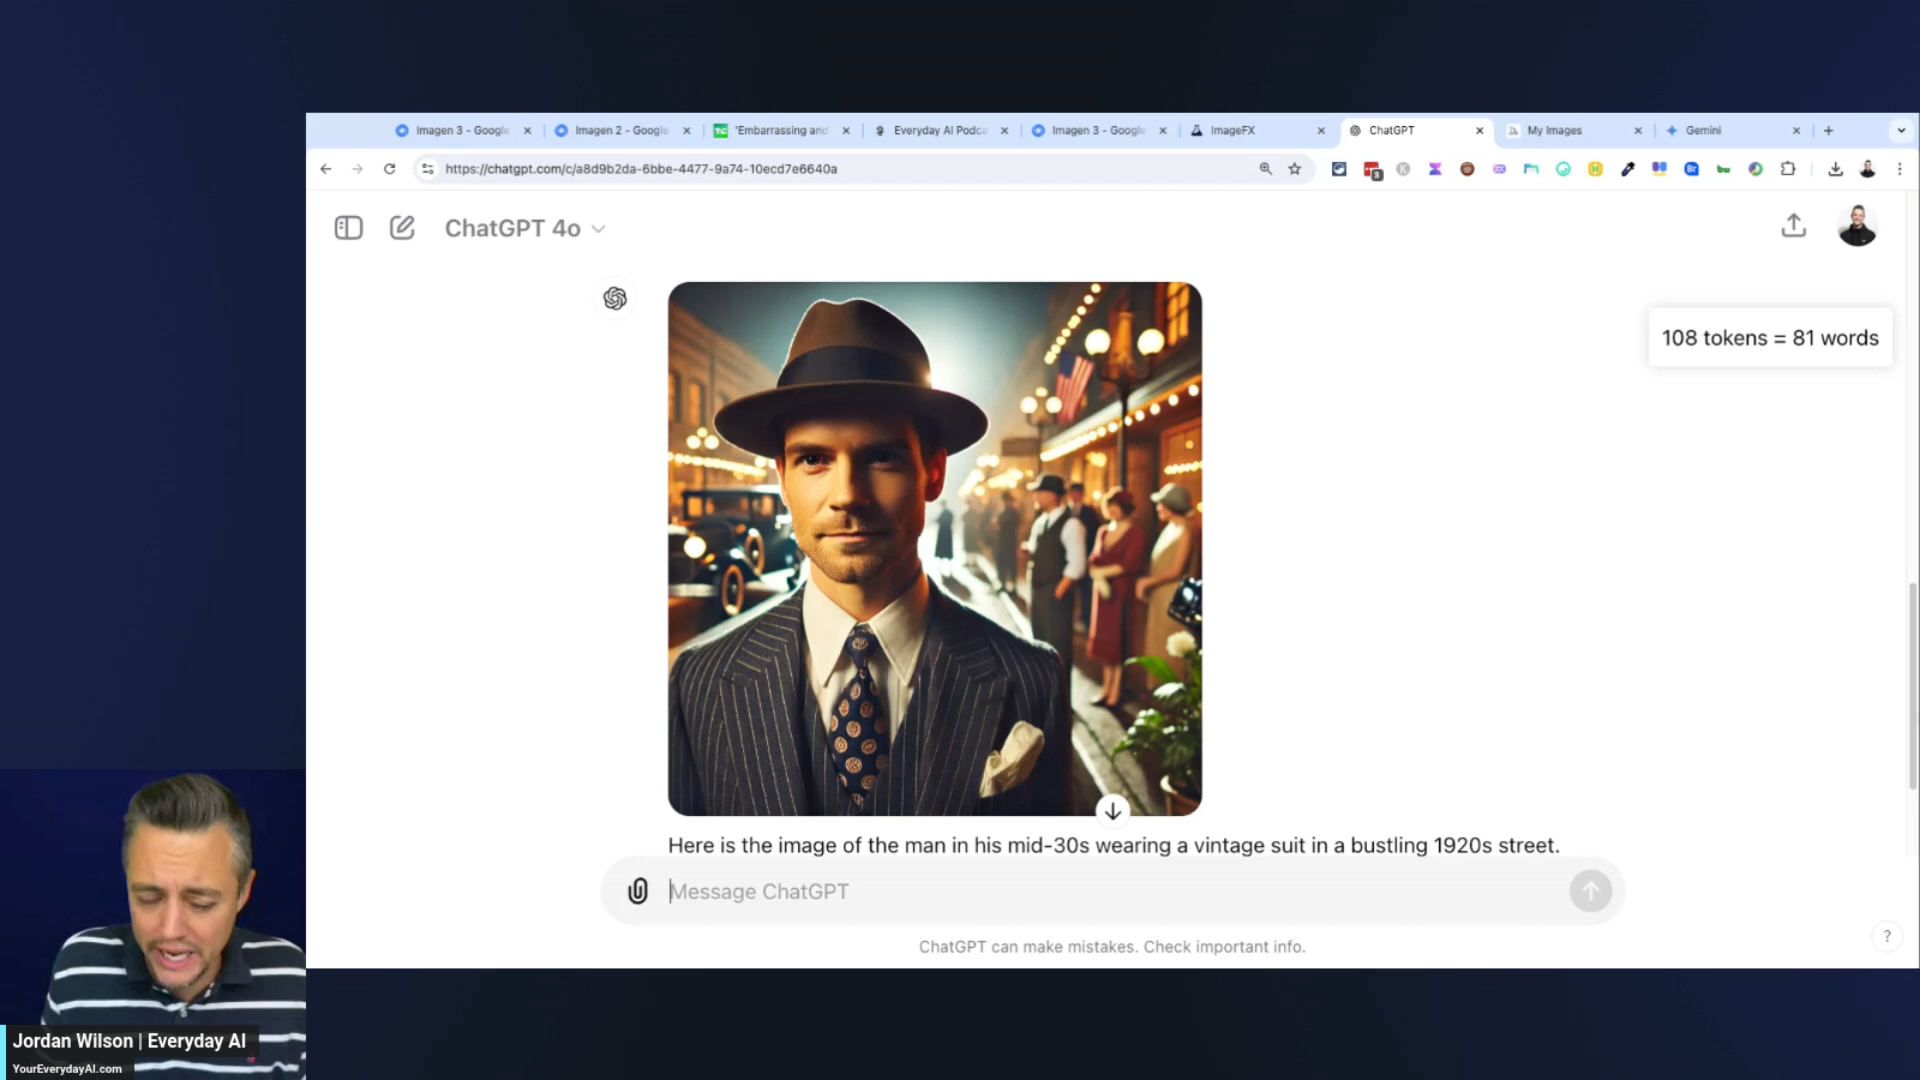 Imagen 3 - Google
Imagen 2 - Google
TC 'Embarrassing and
Everyday AI Podca
Imagen 3 - Google
ImageFX
ChatGPT
My Images
Gemini
https://chatgpt.com/c/a8d9b2da-6bbe-4477-9a74-10ecd7e6640a
ChatGPT 4o
108 tokens = 81 words
Here is the image of the man in his mid-30s wearing a vintage suit in a bustling 1920s street.
Message ChatGPT
ChatGPT can make mistakes. Check important info.
?
Jordan Wilson | Everyday AI
YourEverydayAI.com